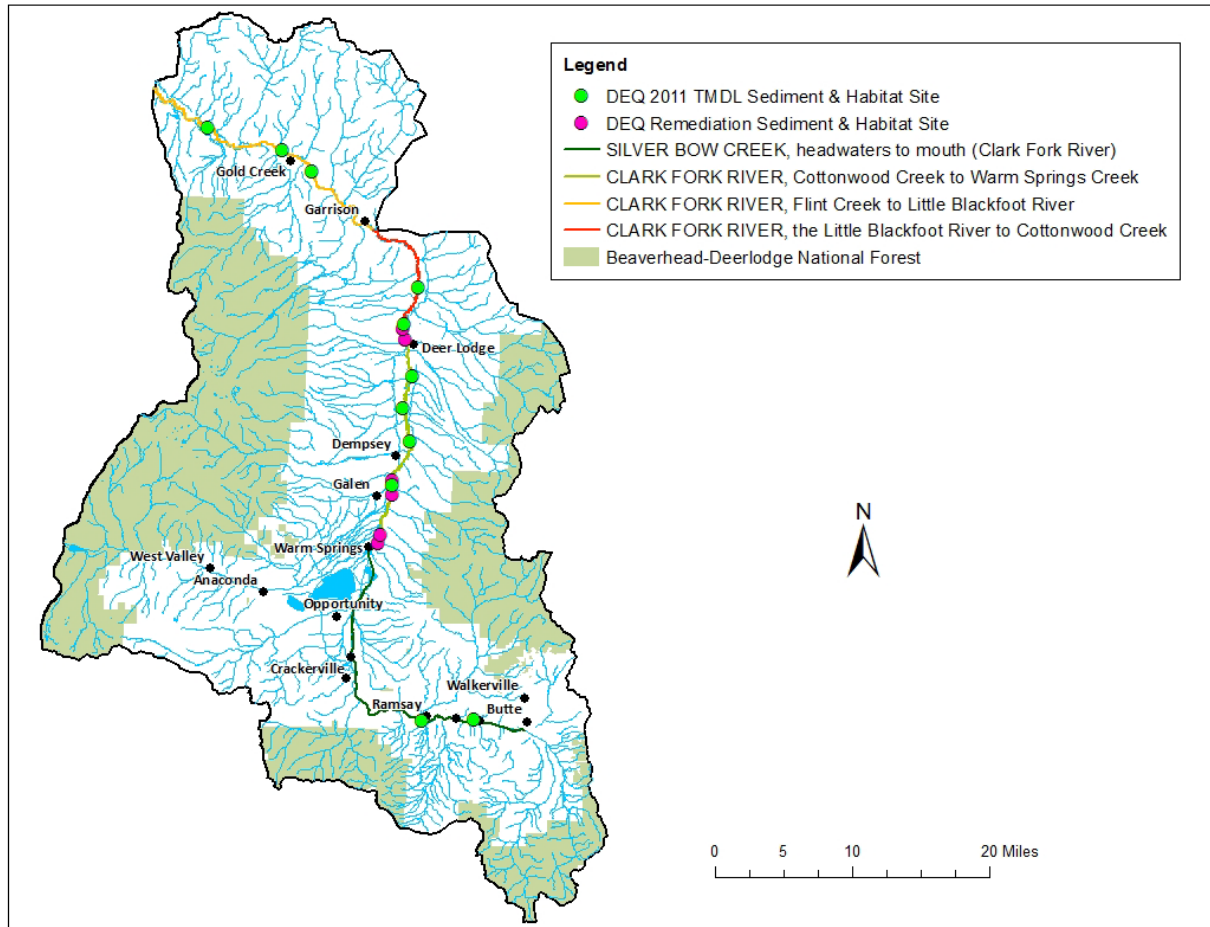 Legend
DEQ 2011 TMDL Sediment & Habitat Site
DEQ Remediation Sediment & Habitat Site
SILVER BOW CREEK, headwaters to mouth (Clark Fork River)
CLARK FORK RIVER, Cottonwood Creek to Warm Springs Creek
CLARK FORK RIVER, Flint Creek to Little Blackfoot River
CLARK FORK RIVER, the Little Blackfoot River to Cottonwood Creek
Beaverhead-Deerlodge National Forest
Gold Creek
Garrison
Deer Lodge
Dempsey
Galen
Warm Springs
West Valley
Anaconda
Opportunity
Crackerville
Walkerville
Ramsay
Butte
N
0 5 10 20 Miles